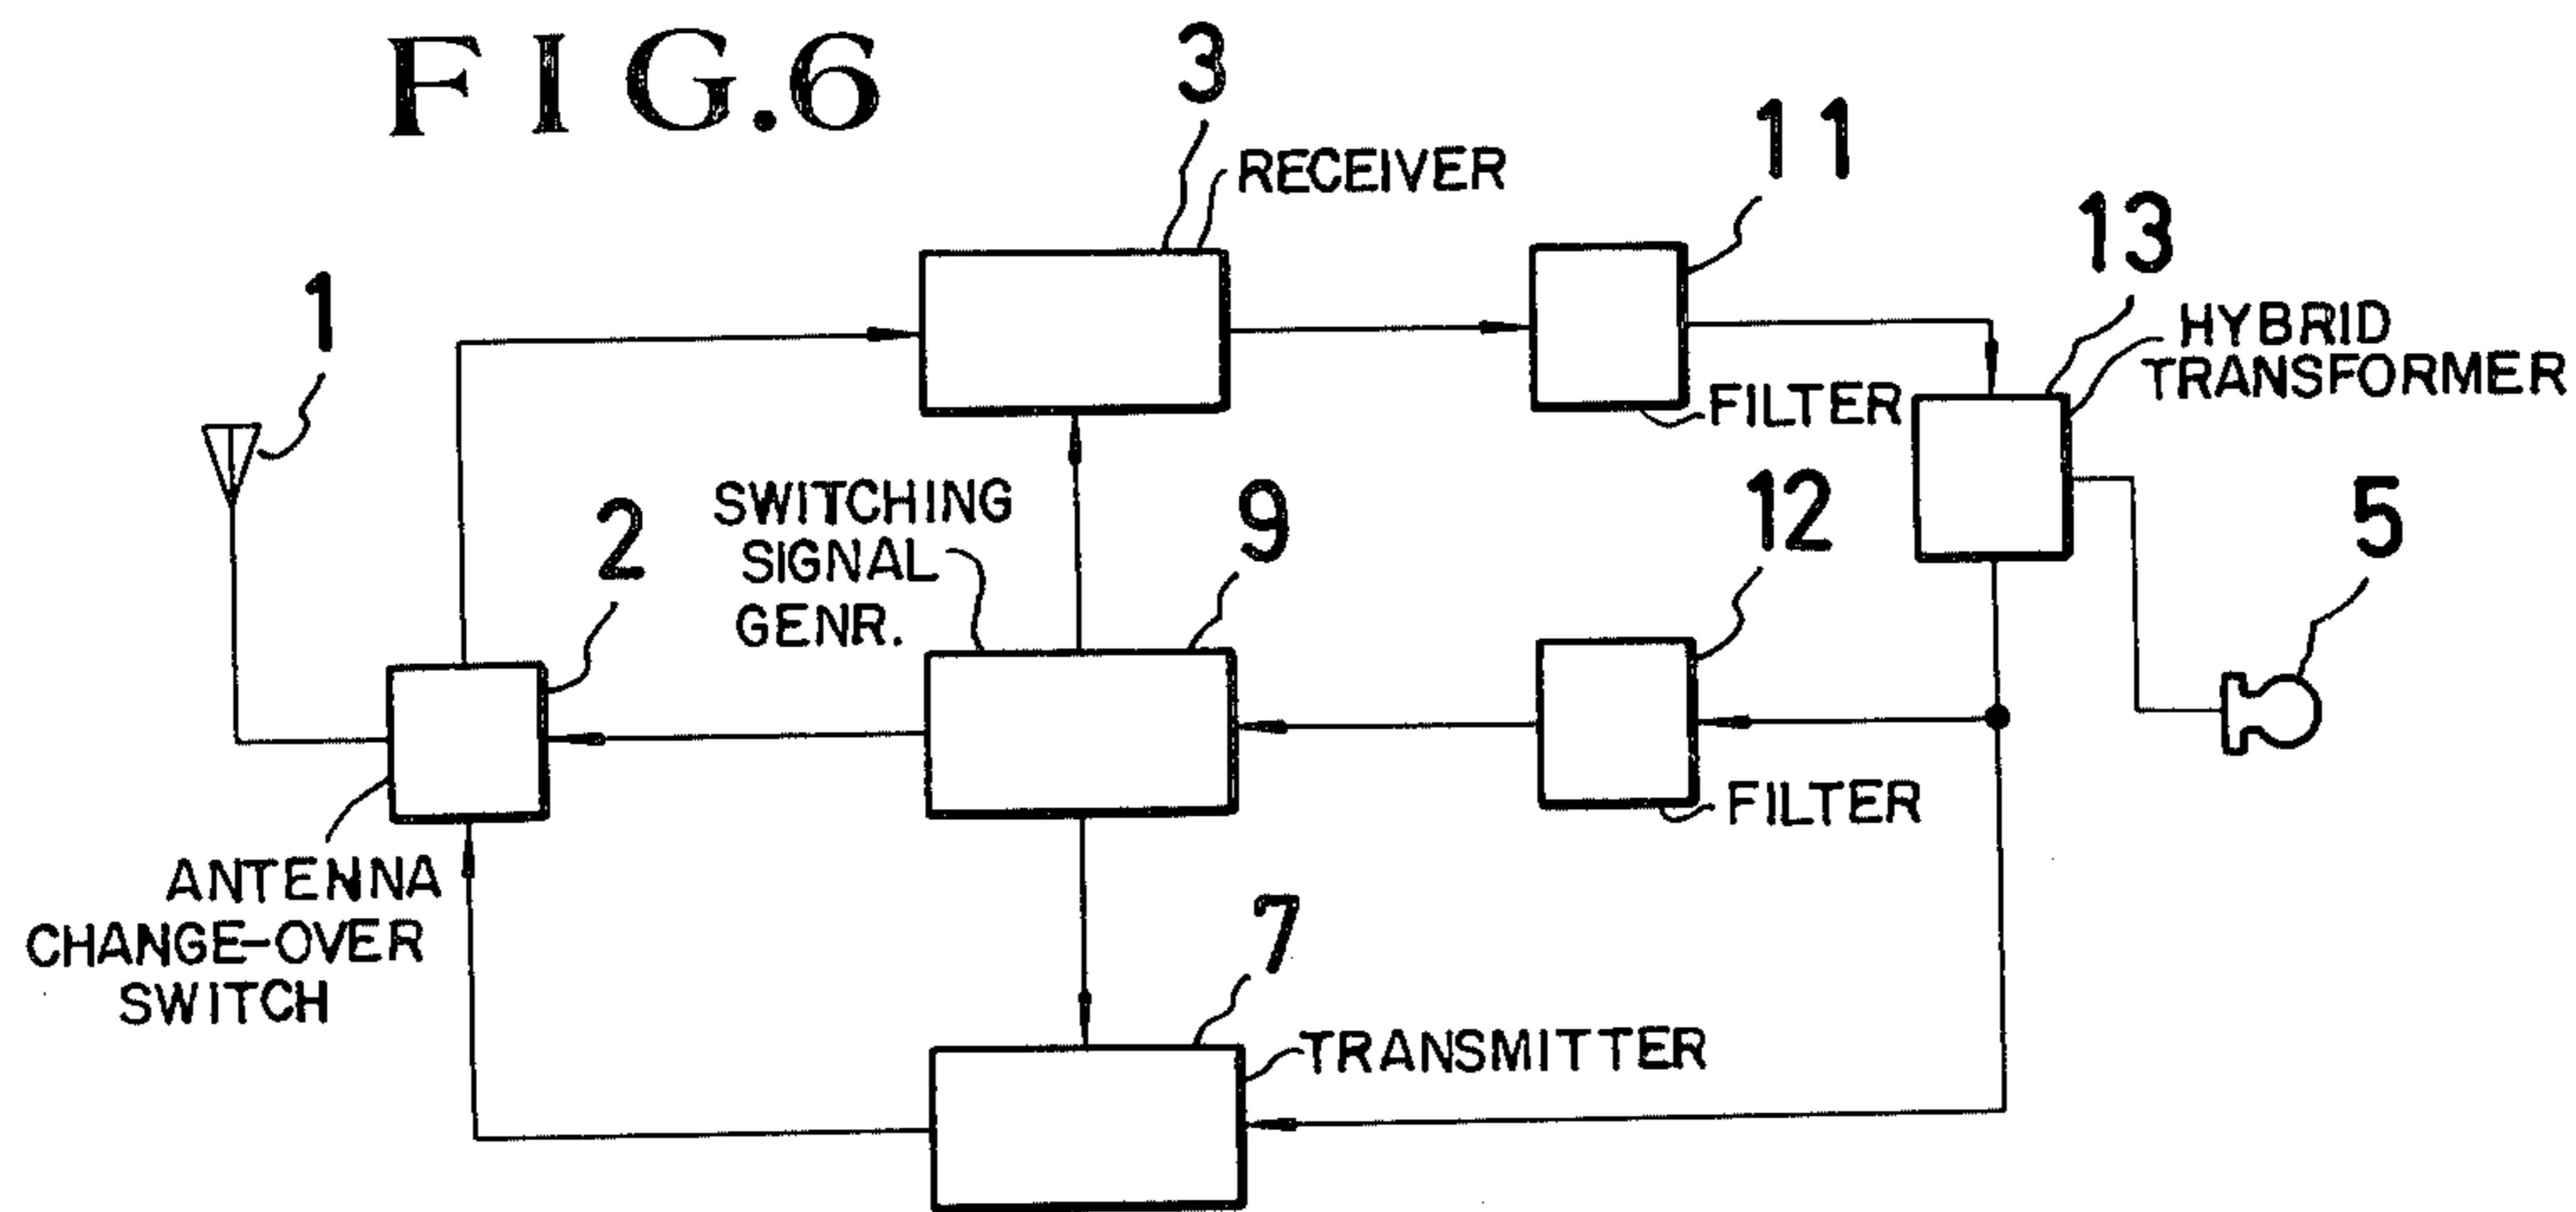 FIG.6
3
RECEIVER
11
13
HYBRID
TRANSFORMER
1
FILTER
2
SWITCHING
SIGNAL
GENR.
9
12
5
ANTENNA
CHANGE-OVER
SWITCH
FILTER
7
TRANSMITTER